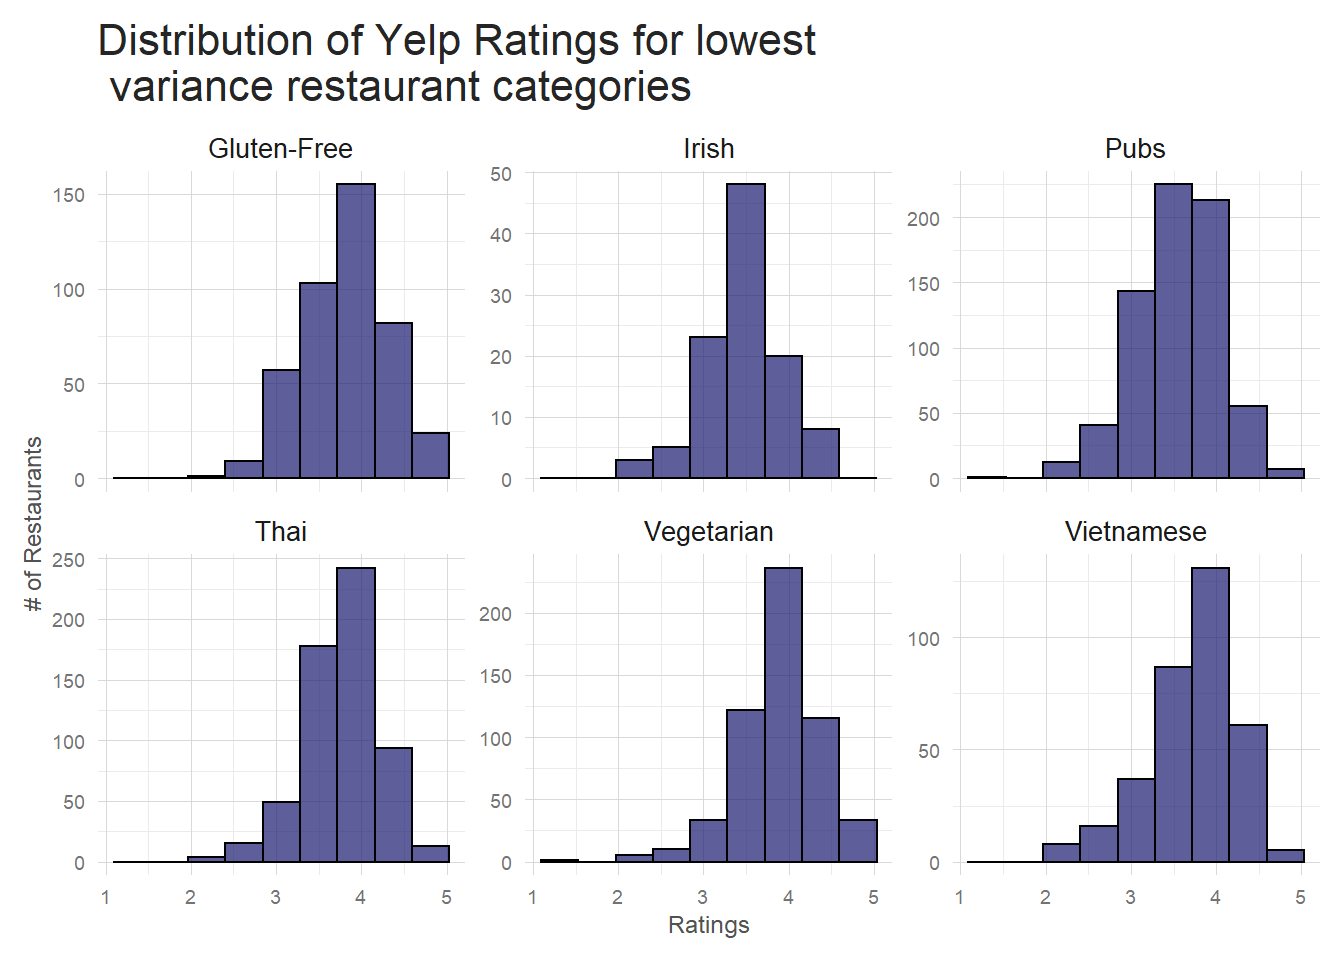 Distribution of Yelp Ratings for lowest
variance restaurant categories
Gluten-Free
Irish
Pubs
150
100
50
0
50
40
30
20
10
0
200
150
100
50
0
# of Restaurants
Thai
Vegetarian
Vietnamese
250
200
150
100
50
0
200
150
100
50
0
100
50
0
1 2 3 4 5
1 2 3 4 5
1 2 3 4 5
Ratings